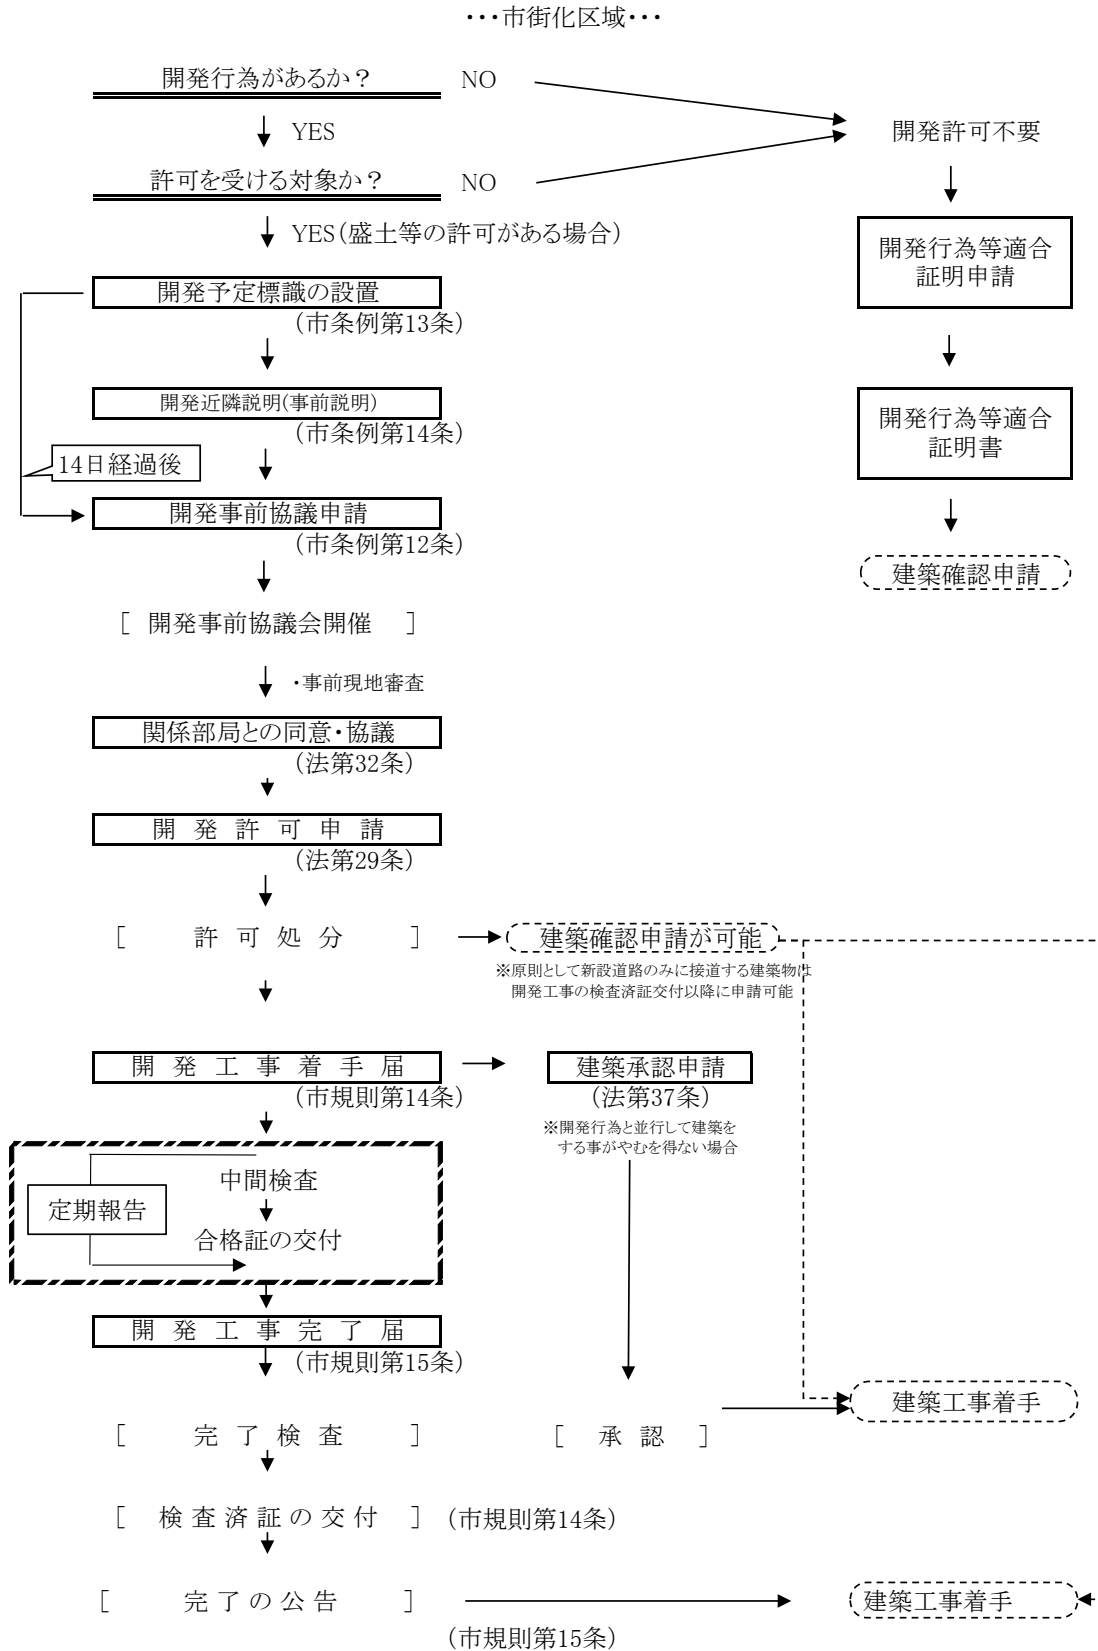 ・・・市街化区域・・・
開発行為があるか？ NO
YES
開発許可不要
許可を受ける対象か？ NO
YES（盛土等の許可がある場合）
開発行為等適合
証明申請
開発予定標識の設置
（市条例第13条）
開発近隣説明(事前説明)
（市条例第14条）
開発行為等適合
証明書
14日経過後
開発事前協議申請
（市条例第12条）
建築確認申請
［ 開発事前協議会開催 ］
・事前現地審査
関係部局との同意・協議
（法第32条）
開 発 許 可 申 請
（法第29条）
［ 許 可 処 分 ］
建築確認申請が可能
※原則として新設道路のみに接道する建築物は
開発工事の検査済証交付以降に申請可能
開 発 工 事 着 手 届
（市規則第14条）
建築承認申請
（法第37条）
※開発行為と並行して建築を
する事がやむを得ない場合
中間検査
定期報告
合格証の交付
開 発 工 事 完 了 届
（市規則第15条）
建築工事着手
［ 完 了 検 査 ］
［ 承 認 ］
［ 検 査 済 証 の 交 付 ］ （市規則第14条）
［ 完 了 の 公 告 ］
建築工事着手
（市規則第15条）